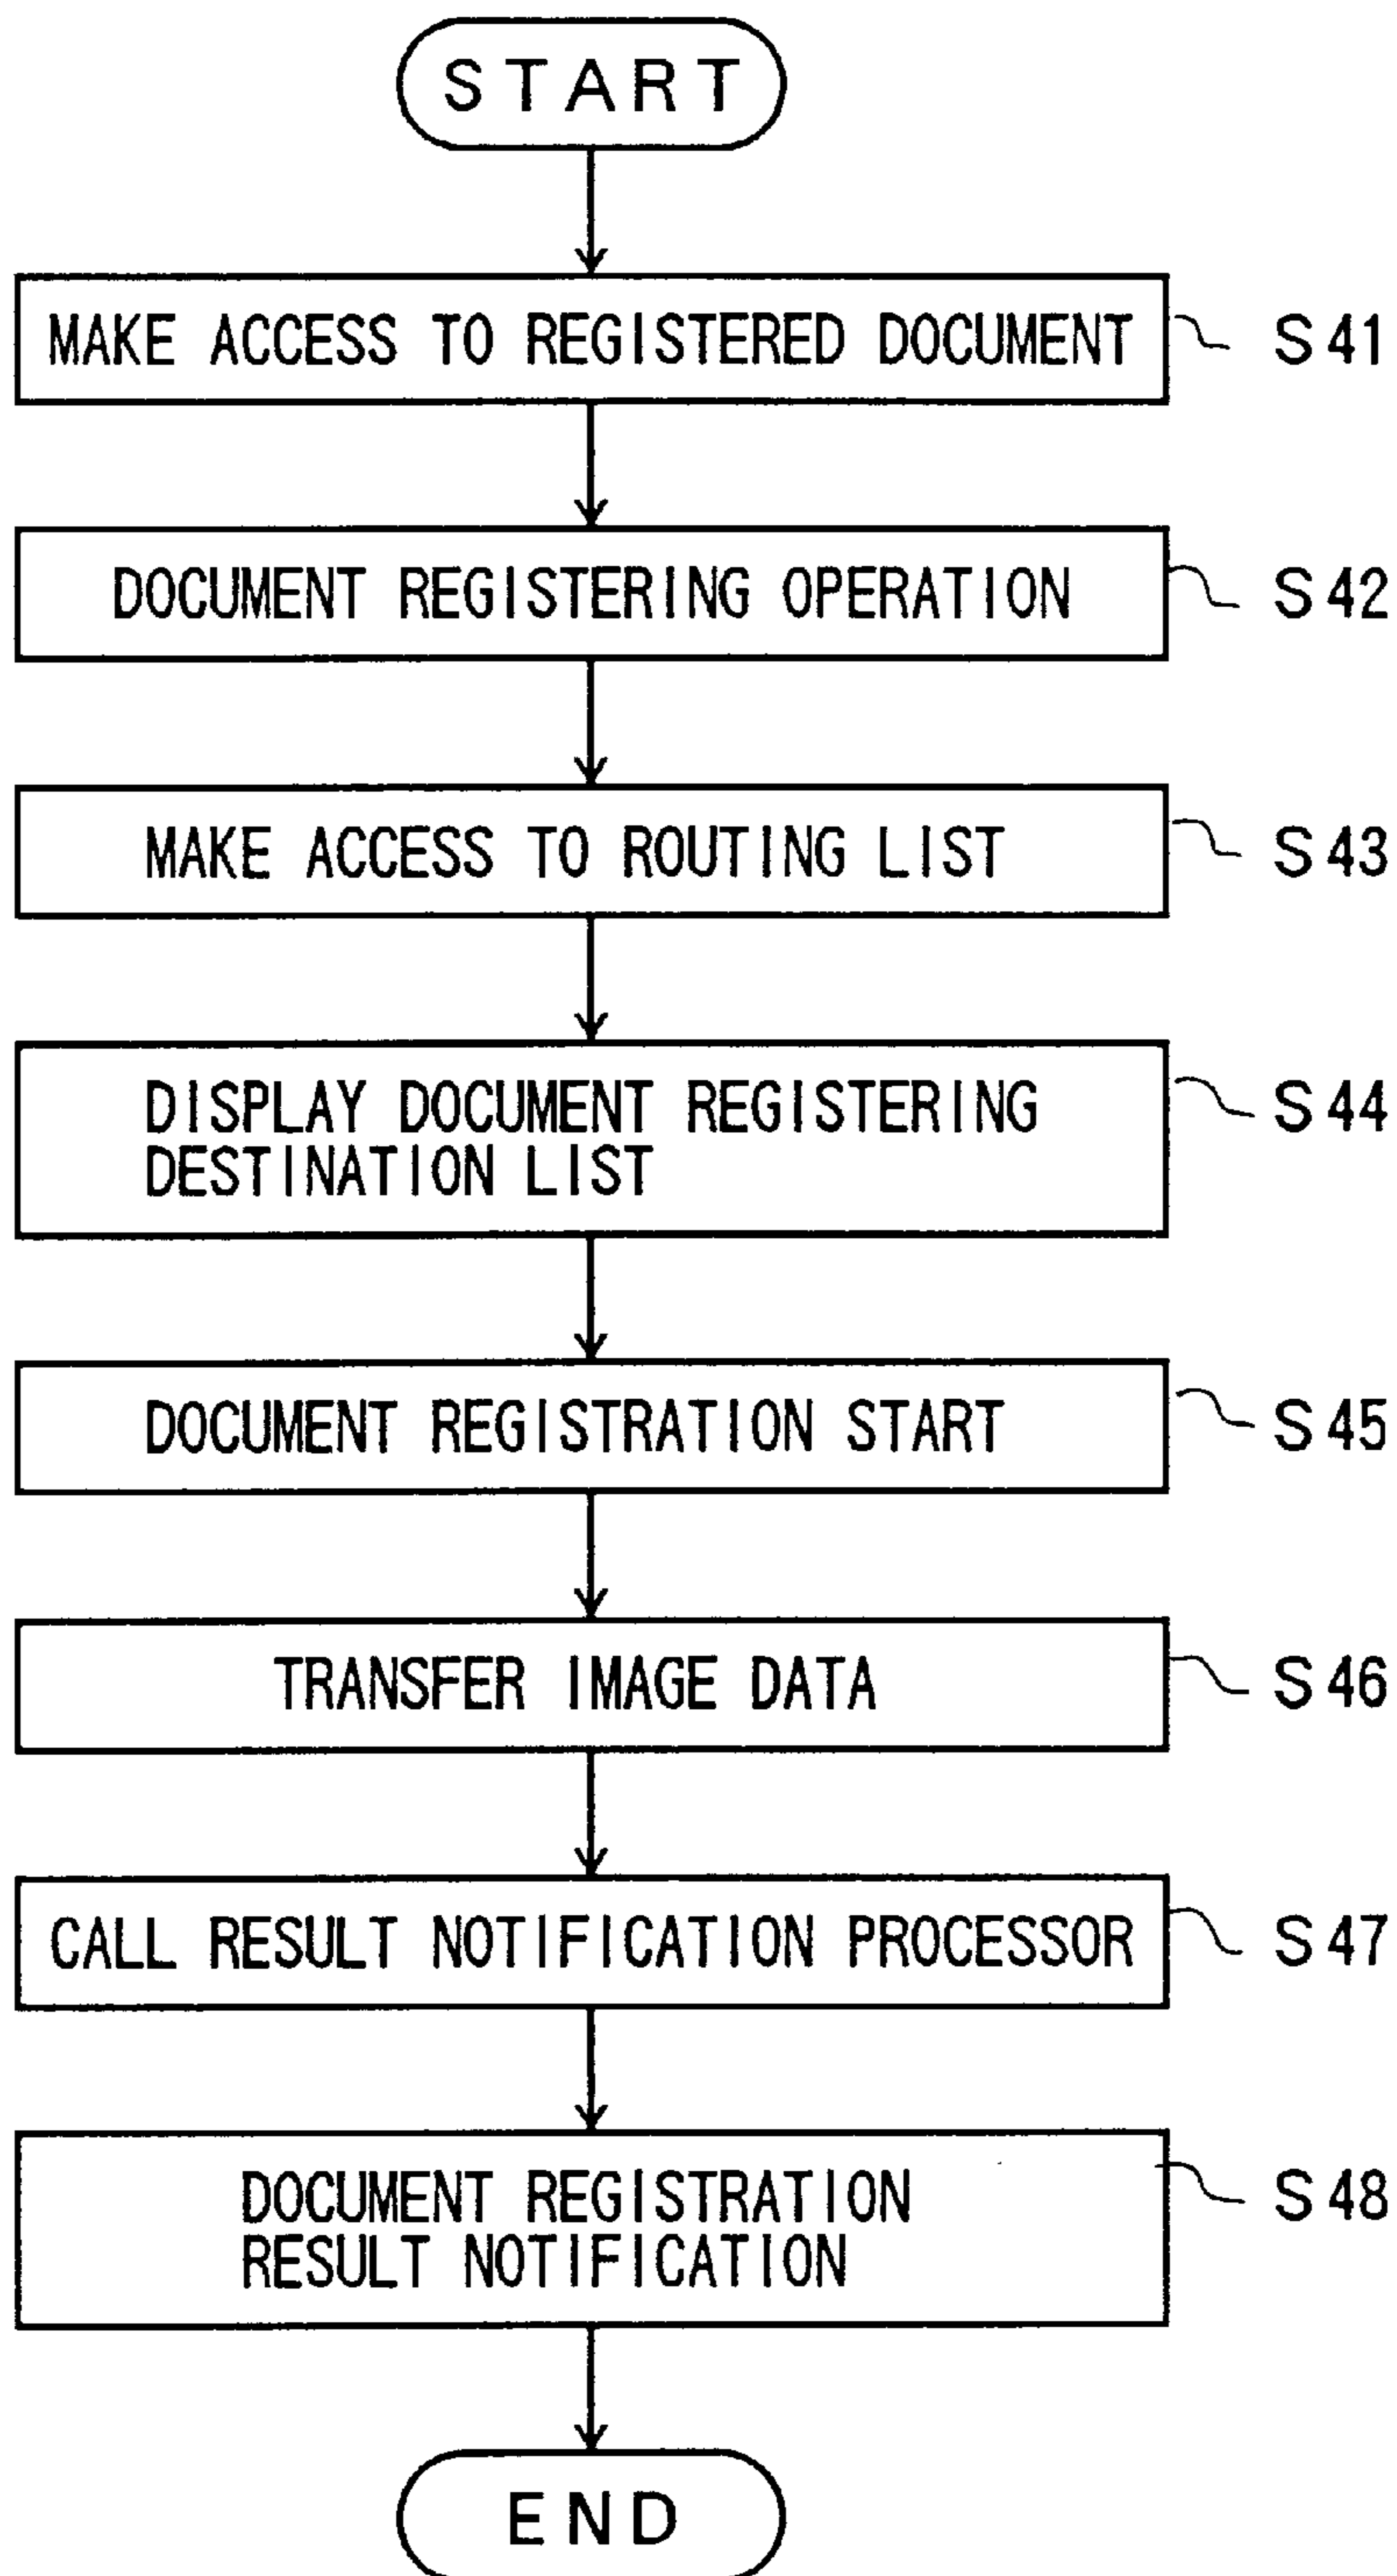 START
MAKE ACCESS TO REGISTERED DOCUMENT S41
DOCUMENT REGISTERING OPERATION S42
MAKE ACCESS TO ROUTING LIST S43
DISPLAY DOCUMENT REGISTERING S44
DESTINATION LIST
DOCUMENT REGISTRATION START S45
TRANSFER IMAGE DATA S46
CALL RESULT NOTIFICATION PROCESSOR S47
DOCUMENT REGISTRATION S48
RESULT NOTIFICATION
END